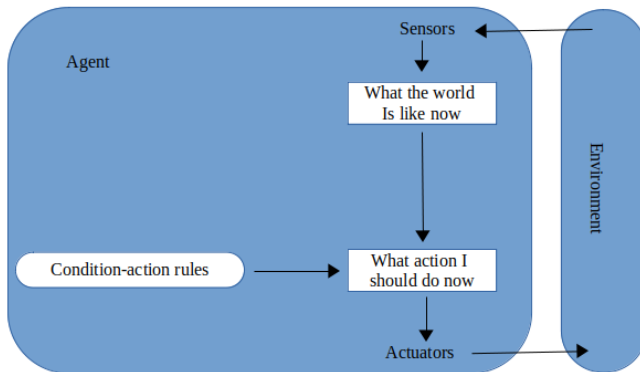 Sensors
Agent
What the world
Is like now
Environment
Condition-action rules
What action I
should do now
Actuators